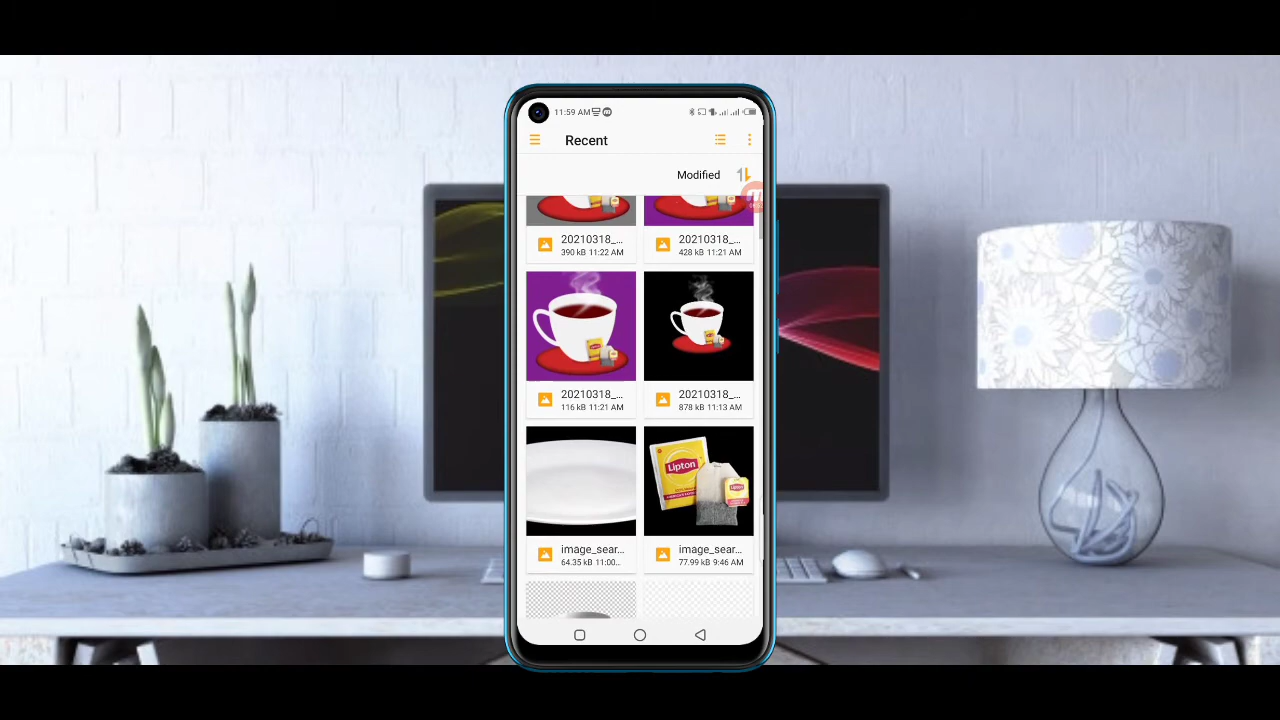 11:59 AM
Recent
Modified
20210318_...
390 kB 11:22 AM
20210318_...
428 kB 11:21 AM
20210318_...
116 kB 11:21 AM
20210318_...
878 kB 11:13 AM
Lipton
image_sear...
64.35 kB 11:00...
image_sear...
77.99 kB 9:46 AM